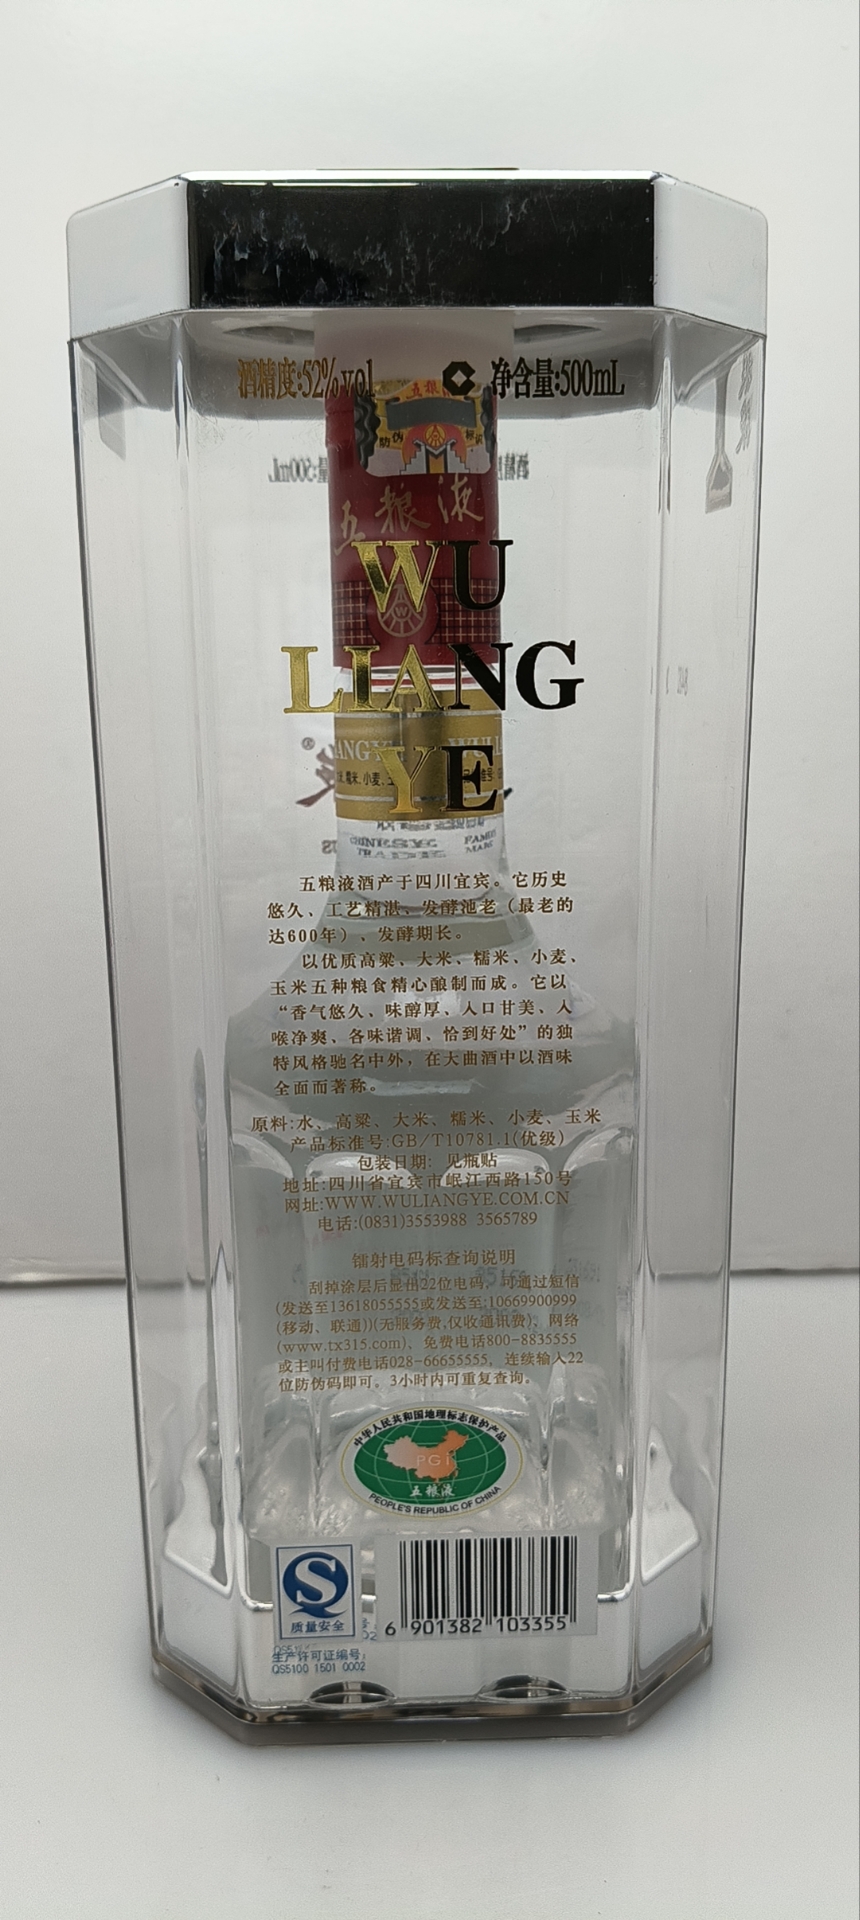 酒精度:52%vol 净含量:500mL
五粮液
防伪 标识
五粮液
WU
LIANG
YE
五粮液酒产于四川宜宾。它历史
悠久、工艺精湛、发酵池老（最老的
达600年）、发酵期长。
以优质高粱、大米、糯米、小麦、
玉米五种粮食精心酿制而成。它以
“香气悠久、味醇厚、入口甘美、入
喉净爽、各味谐调、恰到好处”的独
特风格驰名中外，在大曲酒中以酒味
全面而著称。
原料:水、高粱、大米、糯米、小麦、玉米
产品标准号:GB/T10781.1(优级)
包装日期: 见瓶贴
地址:四川省宜宾市岷江西路150号
网址:WWW.WULIANGYE.COM.CN
电话:(0831)3553988 3565789
镭射电码标查询说明
刮掉涂层后显出22位电码，可通过短信
(发送至13618055555或发送至:10669900999
(移动、联通))(无服务费,仅收通讯费)、网络
(www.tx315.com)、免费电话800-8835555
或主叫付费电话028-66655555，连续输入22
位防伪码即可。3小时内可重复查询。
中华人民共和国地理标志保护产品
PGI
五粮液
PEOPLE'S REPUBLIC OF CHINA
质量安全
生产许可证编号:
QS5100 1501 0002
6 901382 103355